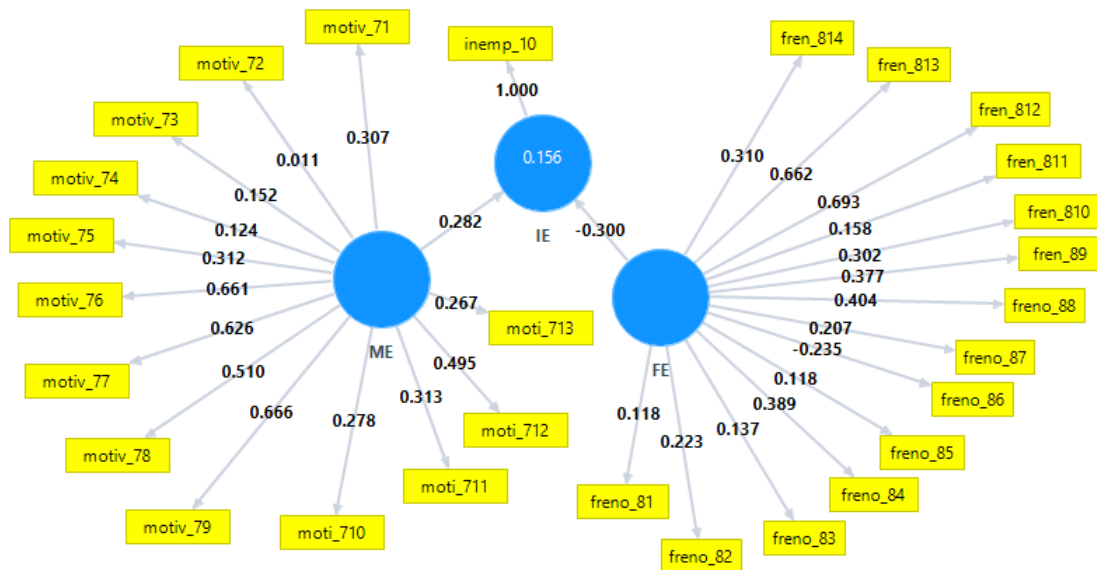 motiv_71
inemp_10
fren_814
motiv_72
fren_813
1.000
motiv_73
fren_812
0.307
0.156
0.310
0.011
0.662
fren_811
motiv_74
0.152
0.693
fren_810
0.124
0.282
-0.300
0.158
motiv_75
IE
0.302
0.312
fren_89
0.377
motiv_76
0.661
0.267
0.404
freno_88
0.626
moti_713
0.207
ME
-0.235
freno_87
0.495
FE
motiv_77
0.510
0.118
freno_86
0.313
0.389
0.666
0.278
0.118
0.137
0.223
moti_712
motiv_78
freno_85
moti_711
freno_84
freno_81
motiv_79
moti_710
freno_83
freno_82